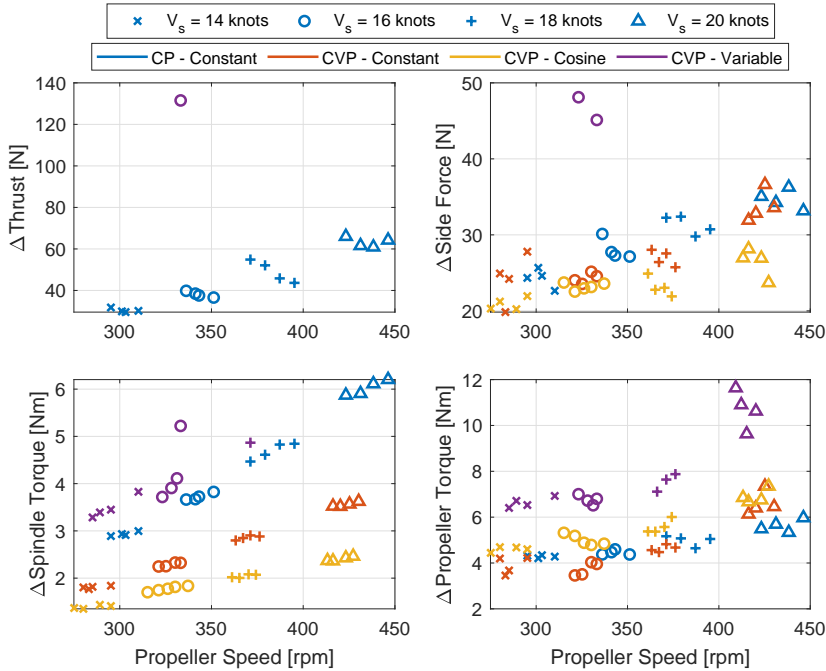 V_s = 14 knots V_s = 16 knots V_s = 18 knots V_s = 20 knots
CP - Constant CVP - Constant CVP - Cosine CVP - Variable
ΔThrust [N]
140
120
100
80
60
40
300 350 400 450
ΔSide Force [N]
50
40
30
20
300 350 400 450
ΔSpindle Torque [Nm]
6
5
4
3
2
300 350 400 450
Propeller Speed [rpm]
ΔPropeller Torque [Nm]
12
10
8
6
4
2
300 350 400 450
Propeller Speed [rpm]